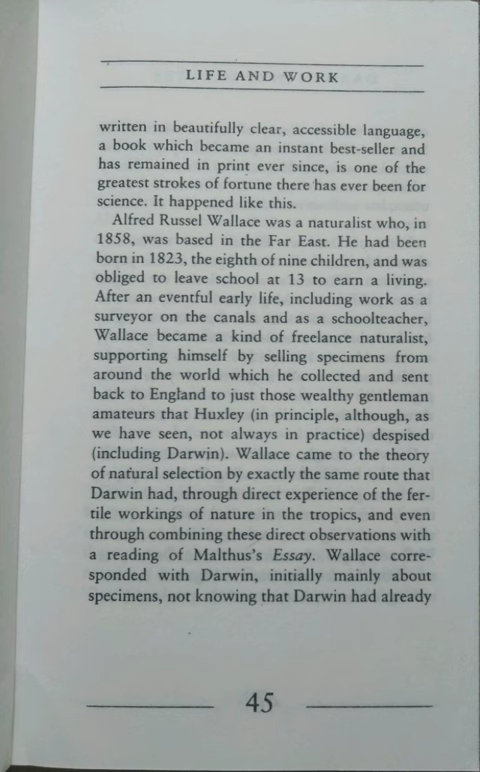 LIFE AND WORK
written in beautifully clear, accessible language,
a book which became an instant best-seller and
has remained in print ever since, is one of the
greatest strokes of fortune there has ever been for
science. It happened like this.
Alfred Russel Wallace was a naturalist who, in
1858, was based in the Far East. He had been
born in 1823, the eighth of nine children, and was
obliged to leave school at 13 to earn a living.
After an eventful early life, including work as a
surveyor on the canals and as a schoolteacher,
Wallace became a kind of freelance naturalist,
supporting himself by selling specimens from
around the world which he collected and sent
back to England to just those wealthy gentleman
amateurs that Huxley (in principle, although, as
we have seen, not always in practice) despised
(including Darwin). Wallace came to the theory
of natural selection by exactly the same route that
Darwin had, through direct experience of the fer-
tile workings of nature in the tropics, and even
through combining these direct observations with
a reading of Malthus's Essay. Wallace corre-
sponded with Darwin, initially mainly about
specimens, not knowing that Darwin had already
45